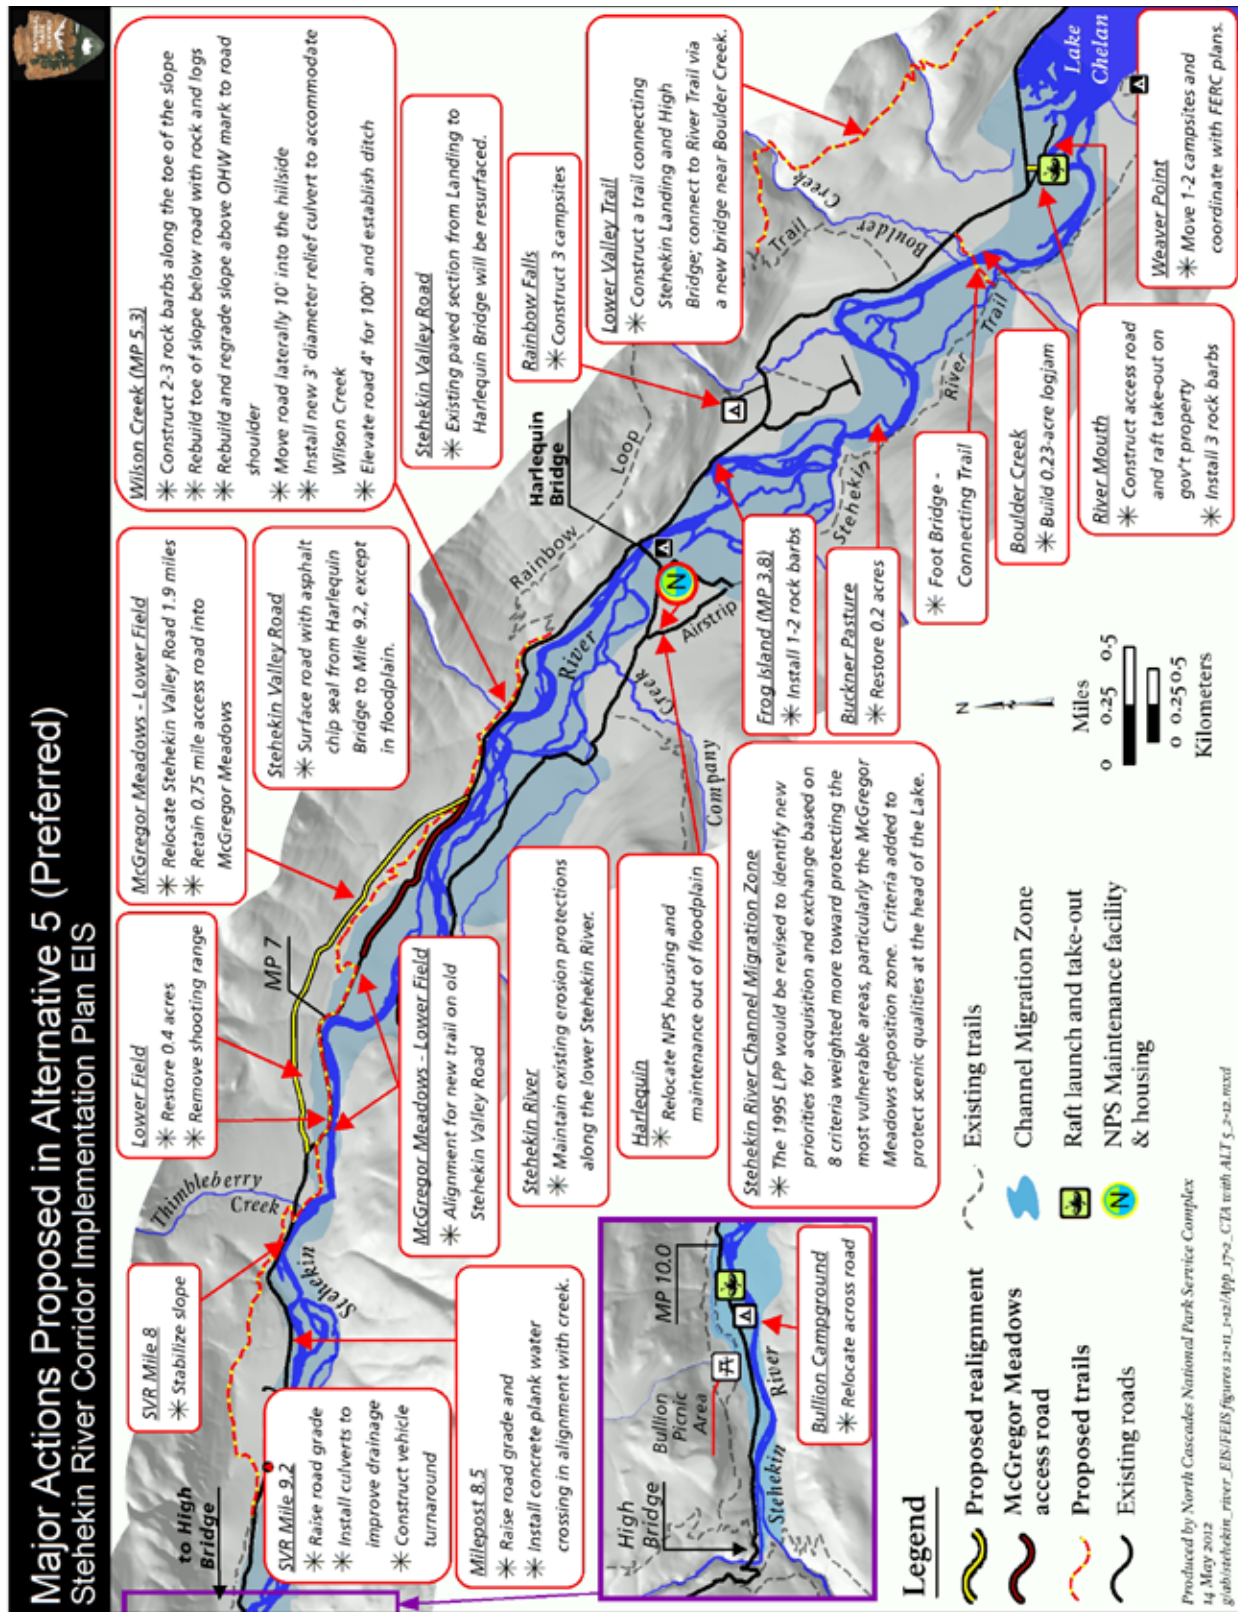 Major Actions Proposed in Alternative 5 (Preferred)
Stehekin River Corridor Implementation Plan EIS
to High
Bridge
SVR Mile 8
Stabilize slope
Thimbleberry
Creek
Lower Field
Restore 0.4 acres
Remove shooting range
MP 7
McGregor Meadows - Lower Field
Relocate Stehekin Valley Road 1.9 miles
Retain 0.75 mile access road into
McGregor Meadows
Stehekin Valley Road
Surface road with asphalt
chip seal from Harlequin
Bridge to Mile 9.2, except
in floodplain.
Wilson Creek (MP 5.3)
Construct 2-3 rock barbs along the toe of the slope
Rebuild toe of slope below road with rock and logs
Rebuild and regrade slope above OHW mark to road
shoulder
Move road laterally 10' into the hillside
Install new 3' diameter relief culvert to accommodate
Wilson Creek
Elevate road 4' for 100' and establish ditch
Stehekin Valley Road
Existing paved section from Landing to
Harlequin Bridge will be resurfaced.
Rainbow Falls
Construct 3 campsites
Lower Valley Trail
Construct a trail connecting
Stehekin Landing and High
Bridge; connect to River Trail via
a new bridge near Boulder Creek.
SVR Mile 9.2
Raise road grade
Install culverts to
improve drainage
Construct vehicle
turnaround
Milepost 8.5
Raise road grade and
Install concrete plank water
crossing in alignment with creek.
Stehekin
McGregor Meadows - Lower Field
Alignment for new trail on old
Stehekin Valley Road
Stehekin River
Maintain existing erosion protections
along the lower Stehekin River.
Harlequin
Relocate NPS housing and
maintenance out of floodplain
Stehekin River Channel Migration Zone
The 1995 LPP would be revised to identify new
priorities for acquisition and exchange based on
8 criteria weighted more toward protecting the
most vulnerable areas, particularly the McGregor
Meadows deposition zone. Criteria added to
protect scenic qualities at the head of the Lake.
River
Rainbow
Loop
Harlequin
Bridge
N
Airstrip
Company
Creek
Frog Island (MP 3.8)
Install 1-2 rock barbs
Buckner Pasture
Restore 0.2 acres
Stehekin
River
Trail
Foot Bridge -
Connecting Trail
Boulder Creek
Build 0.23-acre logjam
River Mouth
Construct access road
and raft take-out on
gov't property
Install 3 rock barbs
Weaver Point
Move 1-2 campsites and
coordinate with FERC plans.
Boulder
Creek
Trail
Lake
Chelan
High
Bridge
Bullion
Picnic
Area
MP 10.0
Stehekin
River
Bullion Campground
Relocate across road
Legend
Proposed realignment
McGregor Meadows
access road
Proposed trails
Existing roads
Existing trails
Channel Migration Zone
Raft launch and take-out
N
NPS Maintenance facility
& housing
N
Miles
0 0.25 0.5
0 0.25 0.5
Kilometers
Produced by North Cascades National Park Service Complex
14 May 2012